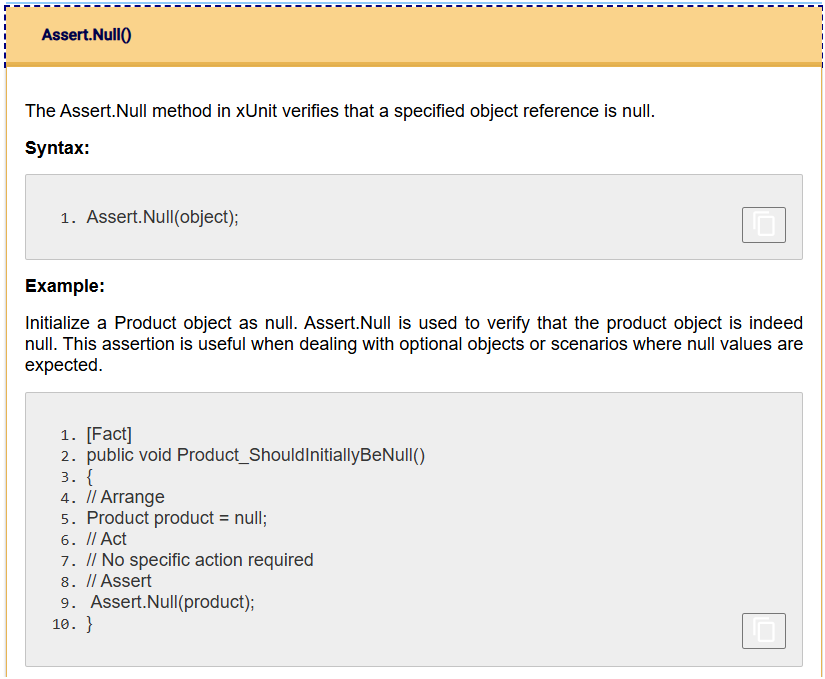 Assert.Null()
The Assert.Null method in xUnit verifies that a specified object reference is null.
Syntax:
1. Assert.Null(object);
Example:
Initialize a Product object as null. Assert.Null is used to verify that the product object is indeed
null. This assertion is useful when dealing with optional objects or scenarios where null values are
expected.
1. [Fact]
2. public void Product_ShouldInitiallyBeNull()
3. {
4. // Arrange
5. Product product = null;
6. // Act
7. // No specific action required
8. // Assert
9. Assert.Null(product);
10. }